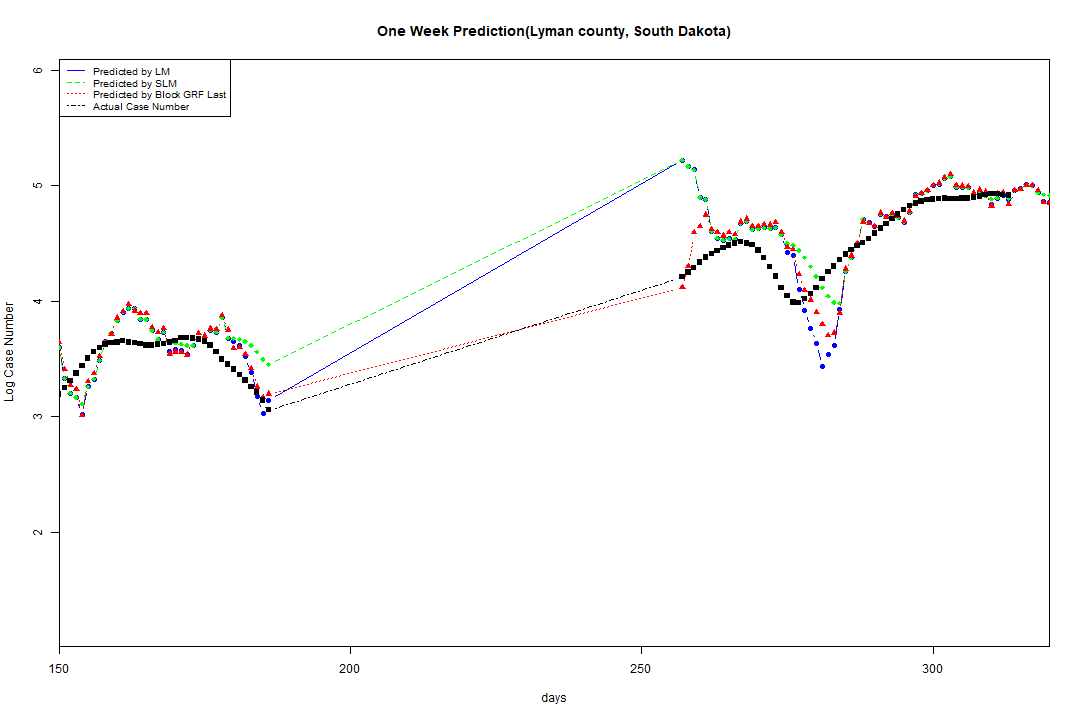 One Week Prediction(Lyman county, South Dakota)
Predicted by LM
Predicted by SLM
Predicted by Block GRF Last
Actual Case Number
6
5
4
3
2
Log Case Number
150
200
250
300
days